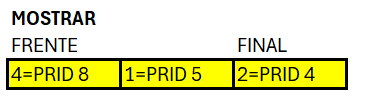 MOSTRAR
FRENTE FINAL
4=PRID 8 1=PRID 5 2=PRID 4